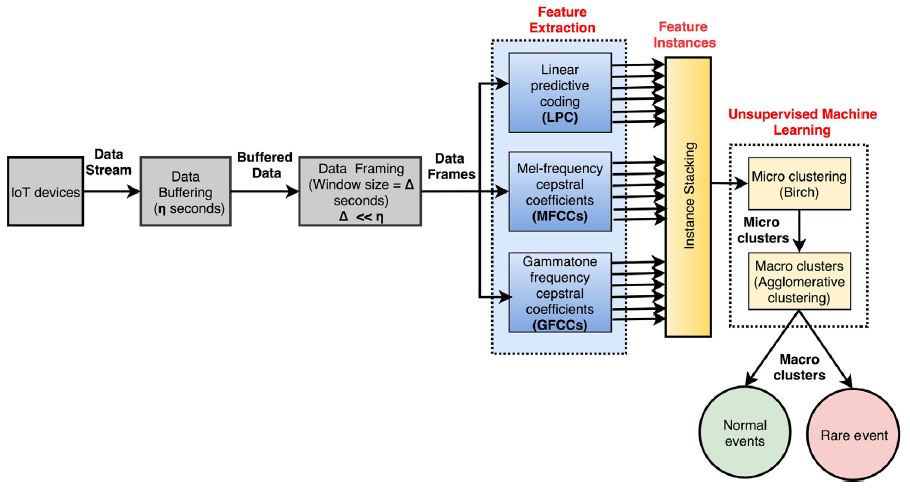 Feature
Extraction
Feature
Instances
Linear
predictive
coding
(LPC)
Unsupervised Machine
Learning
Data
Stream
Buffered
Data
Data
Frames
IoT devices
Data
Buffering
(η seconds)
Data Framing
(Window size = Δ
seconds)
Δ << η
Mel-frequency
cepstral
coefficients
(MFCCs)
Instance Stacking
Micro clustering
(Birch)
Micro
clusters
Gammatone
frequency
cepstral
coefficients
(GFCCs)
Macro clusters
(Agglomerative
clustering)
Macro
clusters
Normal
events
Rare event